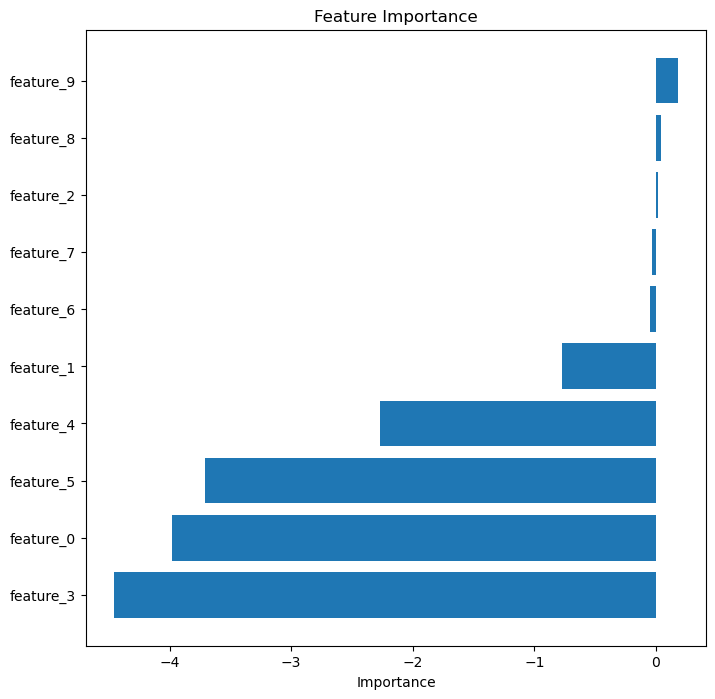 Feature Importance
feature_9
feature_8
feature_2
feature_7
feature_6
feature_1
feature_4
feature_5
feature_0
feature_3
−4 −3 −2 −1 0
Importance